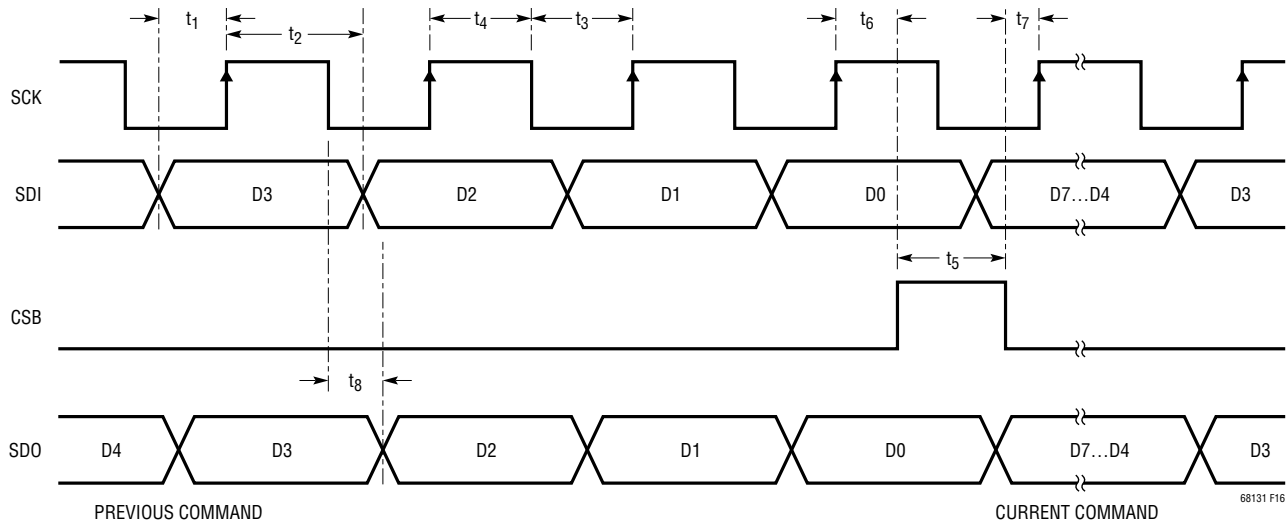 t1
t2
t4
t3
t6
t7
SCK
SDI
D3
D2
D1
D0
D7...D4
D3
t5
CSB
t8
SDO
D4
D3
D2
D1
D0
D7...D4
D3
68131 F16
PREVIOUS COMMAND
CURRENT COMMAND